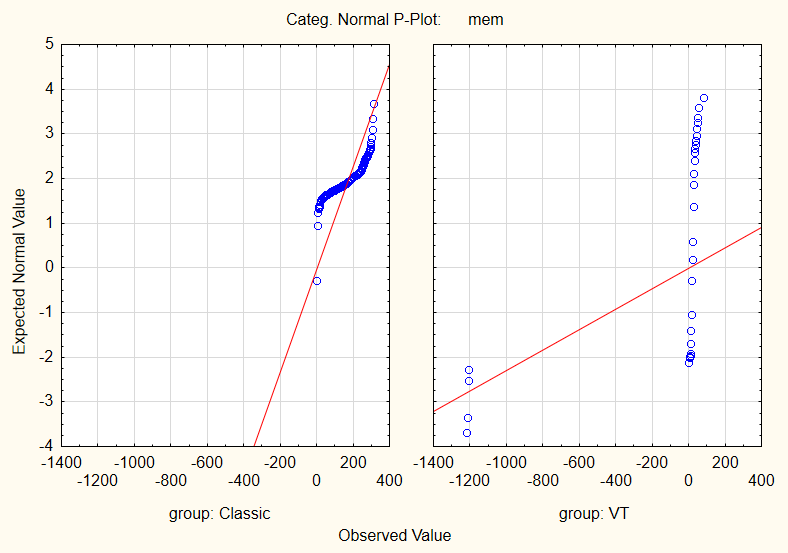 Categ. Normal P-Plot: mem
5
4
3
2
1
0
-1
-2
-3
-4
Expected Normal Value
-1400 -1000 -600 -200 200 -1400 -1000 -600 -200 200
-1200 -800 -400 0 400 -1200 -800 -400 0 400
group: Classic group: VT
Observed Value